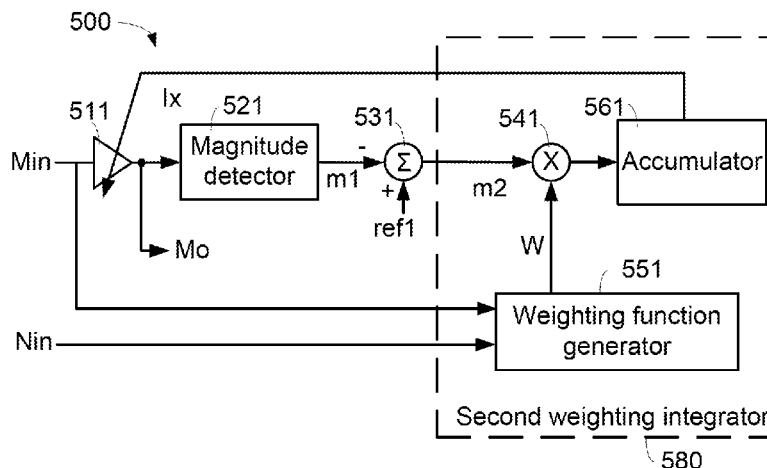 500
511
Ix
521
531
541
561
Min
Magnitude
detector
-
m1
Σ
+
ref1
m2
X
Accumulator
Mo
W
551
Nin
Weighting function
generator
Second weighting integrator
580